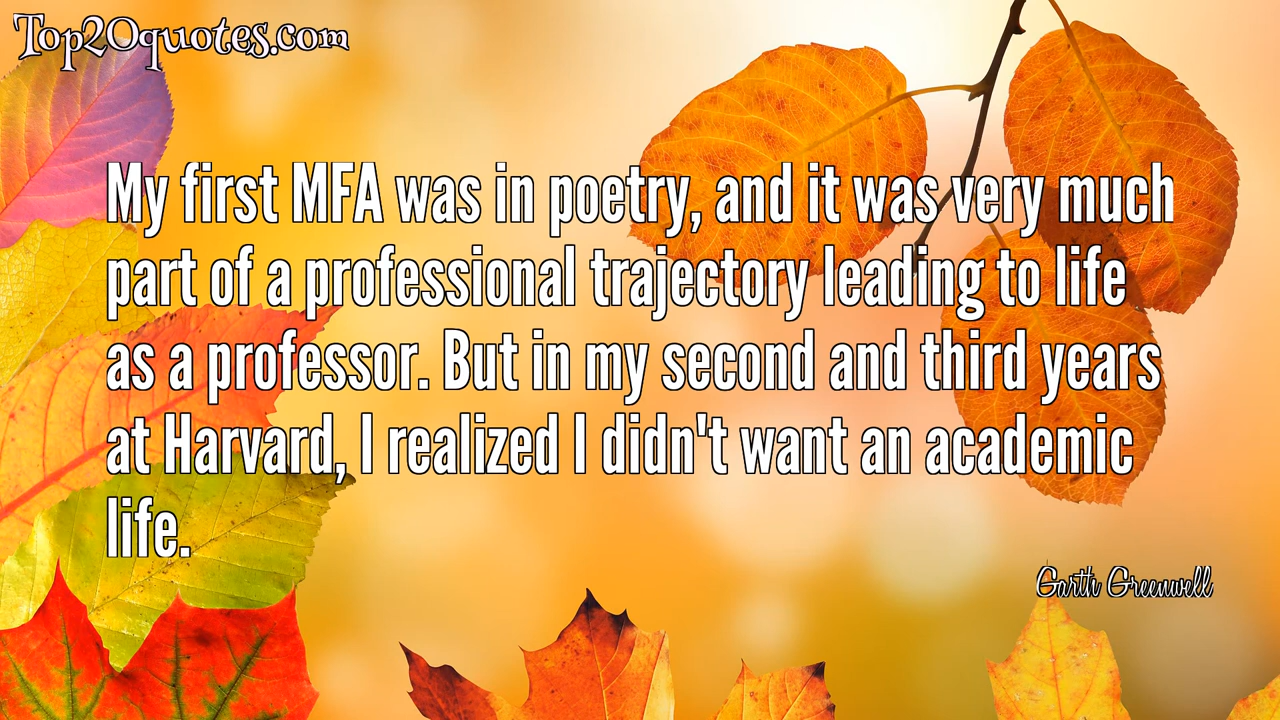 Top20quotes.com
My first MFA was in poetry, and it was very much
part of a professional trajectory leading to life
as a professor. But in my second and third years
at Harvard, I realized I didn't want an academic
life.
Garth Greenwell